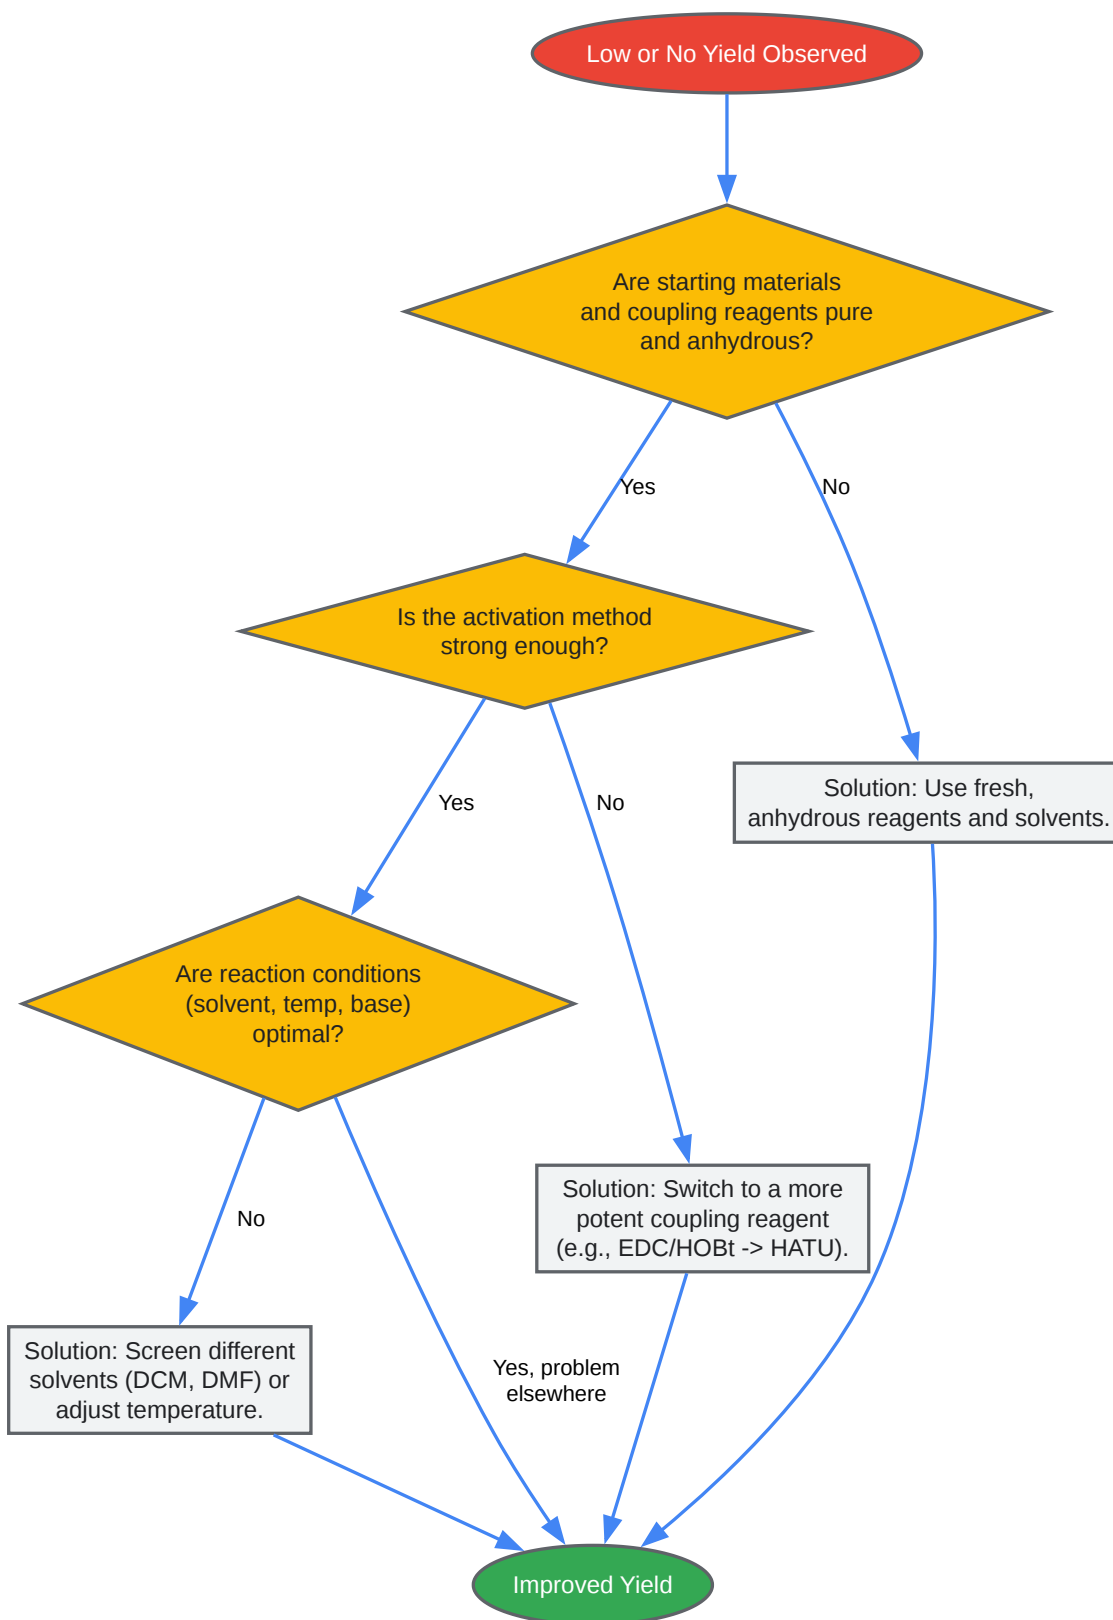 Low or No Yield Observed
Are starting materials
and coupling reagents pure
and anhydrous?
Yes
No
Is the activation method
strong enough?
Solution: Use fresh,
anhydrous reagents and solvents.
Yes
No
Are reaction conditions
(solvent, temp, base)
optimal?
Solution: Switch to a more
potent coupling reagent
(e.g., EDC/HOBt -> HATU).
No
Solution: Screen different
solvents (DCM, DMF) or
adjust temperature.
Yes, problem
elsewhere
Improved Yield